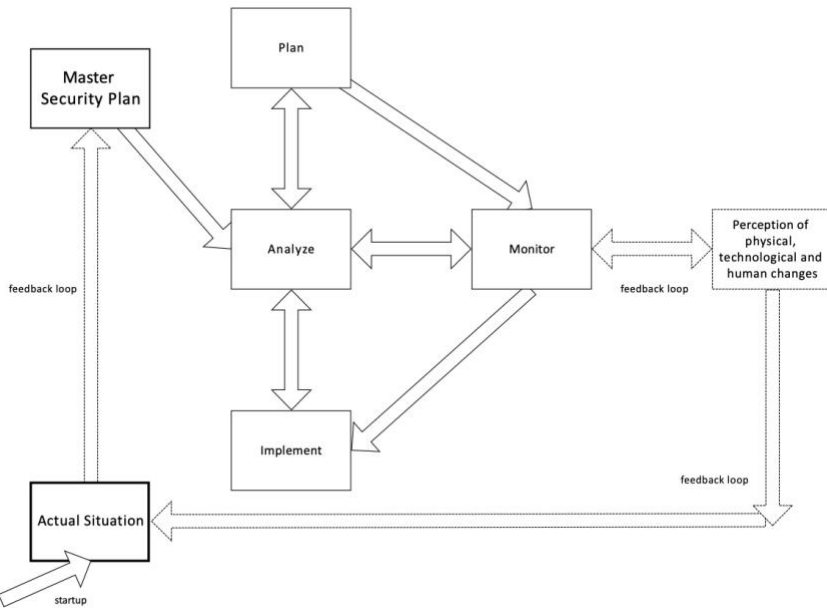 Plan
Master
Security Plan
Analyze
Monitor
Perception of
physical,
technological and
human changes
feedback loop
feedback loop
Implement
feedback loop
Actual Situation
startup